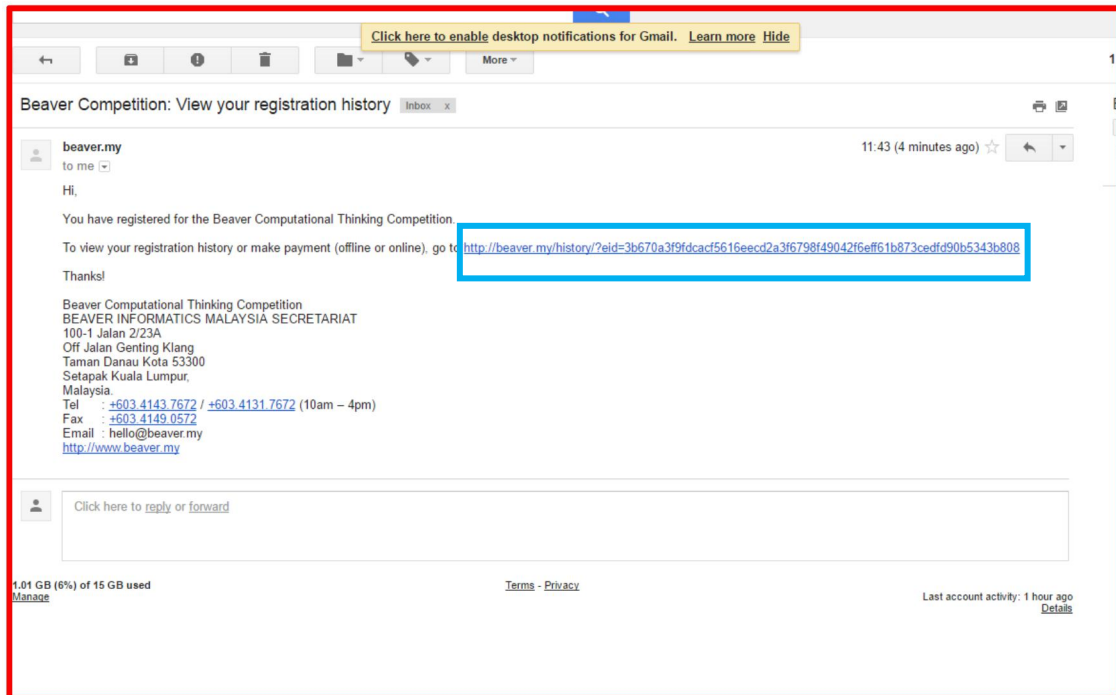 Click here to enable desktop notifications for Gmail. Learn more Hide
More
1
Beaver Competition: View your registration history Inbox x
beaver.my 11:43 (4 minutes ago)
to me
Hi,
You have registered for the Beaver Computational Thinking Competition.
To view your registration history or make payment (offline or online), go to http://beaver.my/history/?eid=3b670a3f9fdcacf5616eecd2a3f6798f49042f6eff61b873cedfd90b5343b808
Thanks!
Beaver Computational Thinking Competition
BEAVER INFORMATICS MALAYSIA SECRETARIAT
100-1 Jalan 2/23A
Off Jalan Genting Klang
Taman Danau Kota 53300
Setapak Kuala Lumpur,
Malaysia.
Tel : +603.4143.7672 / +603.4131.7672 (10am – 4pm)
Fax : +603.4149.0572
Email : hello@beaver.my
http://www.beaver.my
Click here to reply or forward
1.01 GB (6%) of 15 GB used
Manage
Terms - Privacy
Last account activity: 1 hour ago
Details